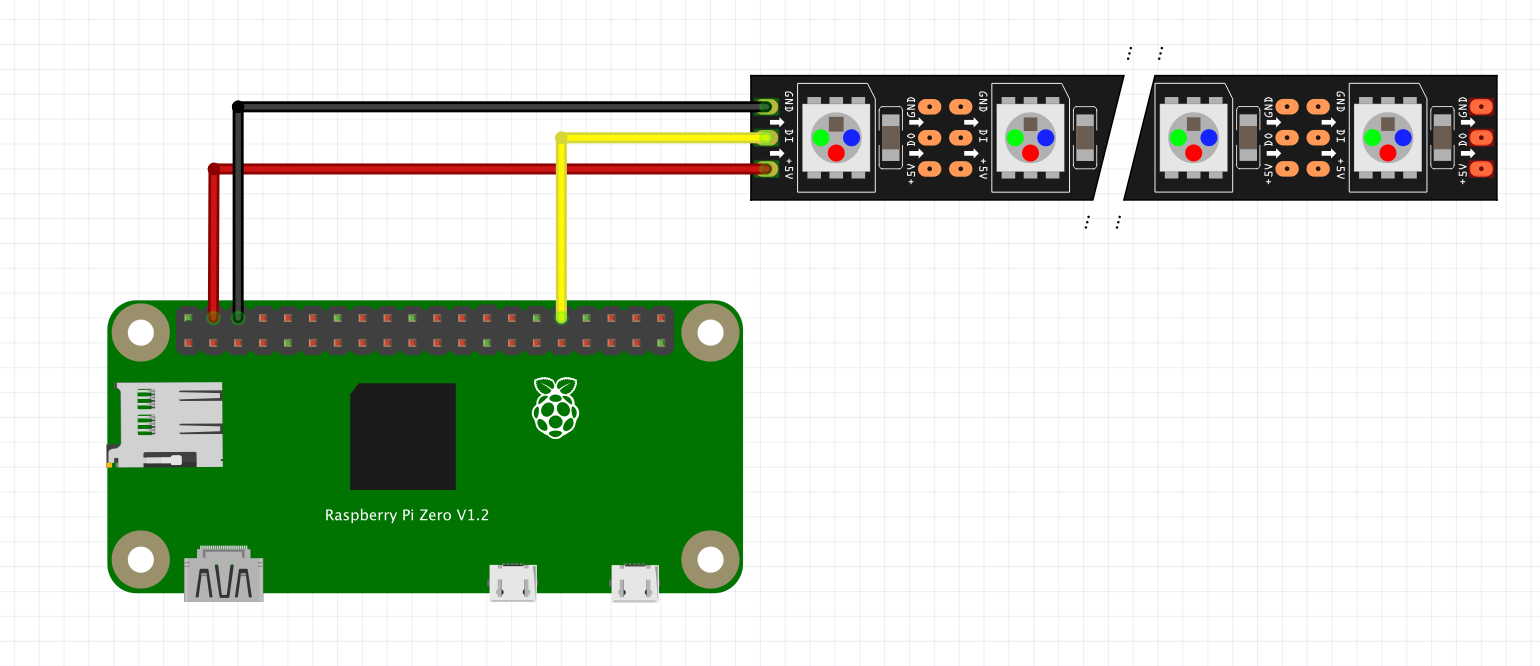 GND
DI
+5V
GND
DO
+5V
GND
DI
+5V
GND
DO
+5V
GND
DI
+5V
GND
DO
+5V
Raspberry Pi Zero V1.2